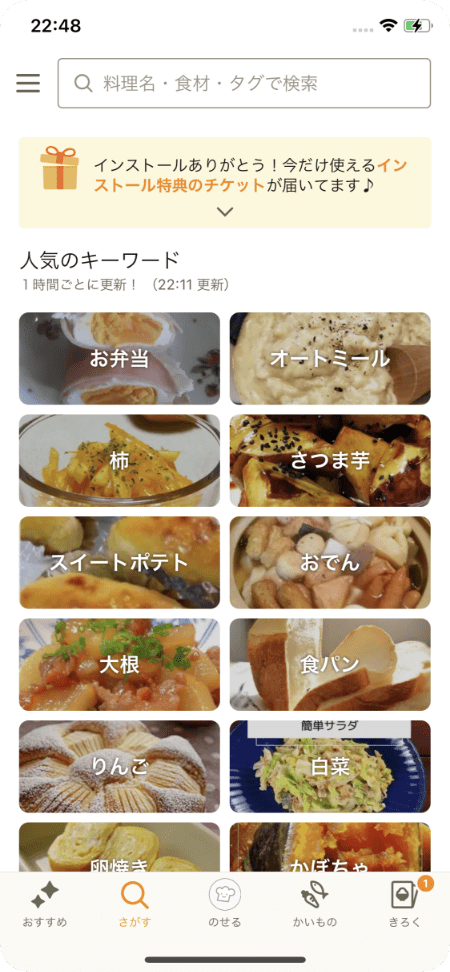 22:48
料理名・食材・タグで検索
インストールありがとう！今だけ使えるイン
ストール特典のチケットが届いてます♪
人気のキーワード
1時間ごとに更新！（22:11 更新）
お弁当
オートミール
柿
さつま芋
スイートポテト
おでん
大根
食パン
りんご
簡単サラダ
白菜
卵焼き
かぼちゃ
1
おすすめ
さがす
のせる
かいもの
きろく